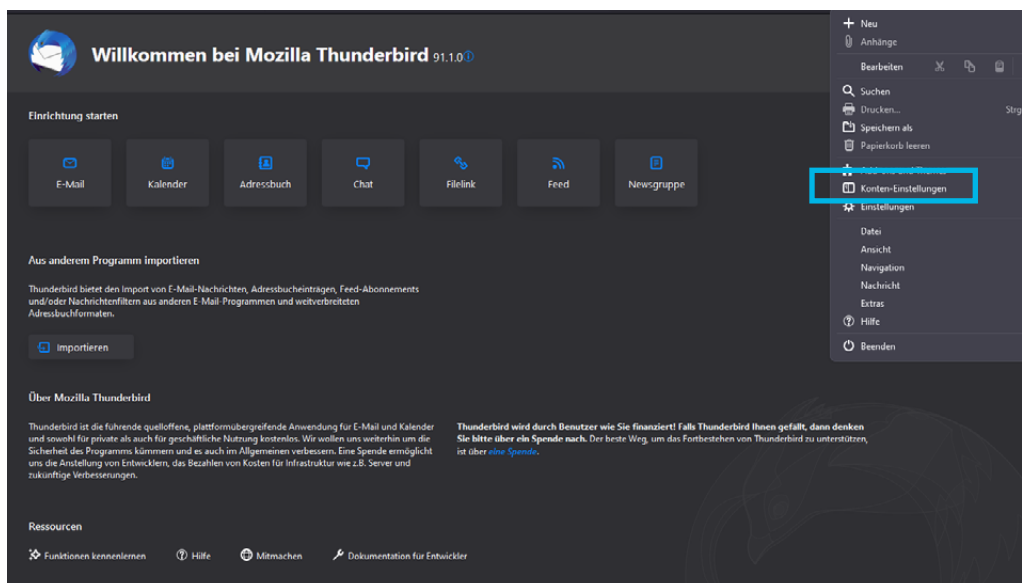 Willkommen bei Mozilla Thunderbird 91.1.0
Einrichtung starten
E-Mail
Kalender
Adressbuch
Chat
Filelink
Feed
Newsgruppe
Aus anderem Programm importieren
Thunderbird bietet den Import von E-Mail-Nachrichten, Adressbucheinträgen, Feed-Abonnements
und/oder Nachrichtenfiltern aus anderen E-Mail-Programmen und weitverbreiteten
Adressbuchformaten.
Importieren
Über Mozilla Thunderbird
Thunderbird ist die führende quelloffene, plattformübergreifende Anwendung für E-Mail und Kalender
und sowohl für private als auch für geschäftliche Nutzung kostenlos. Wir wollen uns weiterhin um die
Sicherheit des Programms kümmern und es auch im Allgemeinen verbessern. Eine Spende ermöglicht
uns die Anstellung von Entwicklern, das Bezahlen von Kosten für Infrastruktur wie z.B. Server und
zukünftige Verbesserungen.
Thunderbird wird durch Benutzer wie Sie finanziert! Falls Thunderbird Ihnen gefällt, dann denken
Sie bitte über ein Spende nach. Der beste Weg, um das Fortbestehen von Thunderbird zu unterstützen,
ist über eine Spende.
Ressourcen
Funktionen kennenlernen
Hilfe
Mitmachen
Dokumentation für Entwickler
Neu
Anhänge
Bearbeiten
Suchen
Drucken... Strg
Speichern als
Papierkorb leeren
Konten-Einstellungen
Einstellungen
Datei
Ansicht
Navigation
Nachricht
Extras
Hilfe
Beenden